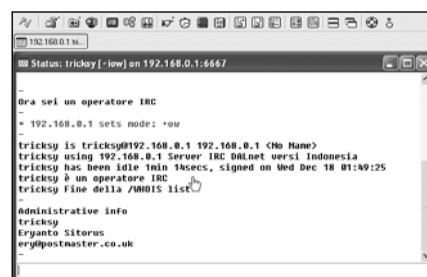 192.168.0.1 tri...
Status: tricksy [-iow] on 192.168.0.1:6667
-
Ora sei un operatore IRC
-
* 192.168.0.1 sets mode: +ow
-
tricksy is tricksy@192.168.0.1 192.168.0.1 (No Name)
tricksy using 192.168.0.1 Server IRC DALnet versi Indonesia
tricksy has been idle 1min 14secs, signed on Wed Dec 18 01:49:25
tricksy è un operatore IRC
tricksy Fine della /WHOIS list
-
Administrative info
tricksy
Eryanto Sitorus
ery@postmaster.co.uk
-